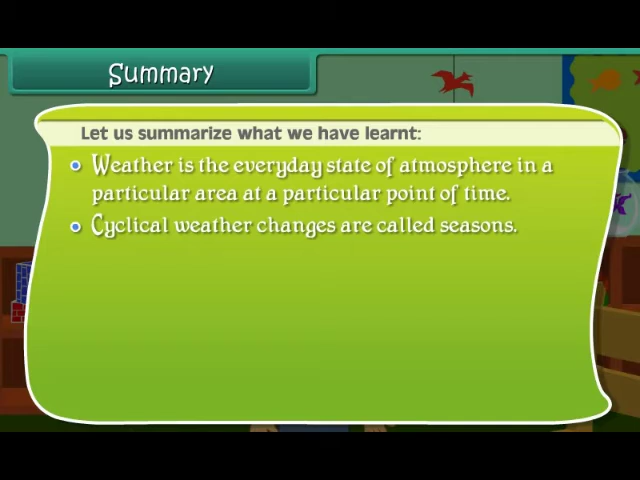 Summary
Let us summarize what we have learnt:
Weather is the everyday state of atmosphere in a
particular area at a particular point of time.
Cyclical weather changes are called seasons.